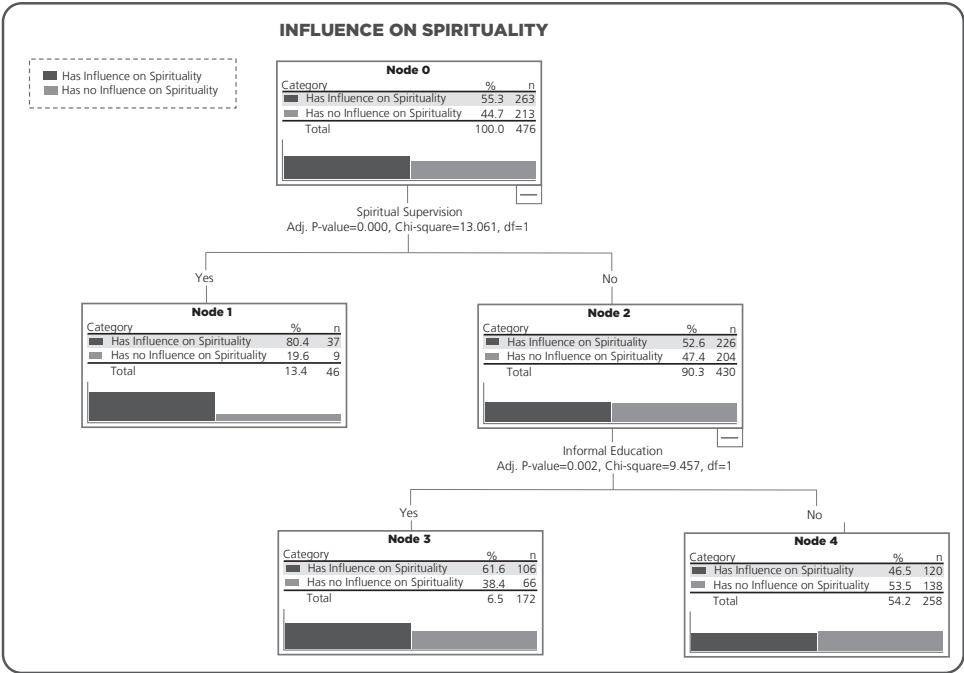 INFLUENCE ON SPIRITUALITY
Has Influence on Spirituality
Has no Influence on Spirituality
Node 0
Category % n
Has Influence on Spirituality 55.3 263
Has no Influence on Spirituality 44.7 213
Total 100.0 476
Spiritual Supervision
Adj. P-value=0.000, Chi-square=13.061, df=1
Yes
No
Node 1
Category % n
Has Influence on Spirituality 80.4 37
Has no Influence on Spirituality 19.6 9
Total 13.4 46
Node 2
Category % n
Has Influence on Spirituality 52.6 226
Has no Influence on Spirituality 47.4 204
Total 90.3 430
Informal Education
Adj. P-value=0.002, Chi-square=9.457, df=1
Yes
No
Node 3
Category % n
Has Influence on Spirituality 61.6 106
Has no Influence on Spirituality 38.4 66
Total 6.5 172
Node 4
Category % n
Has Influence on Spirituality 46.5 120
Has no Influence on Spirituality 53.5 138
Total 54.2 258